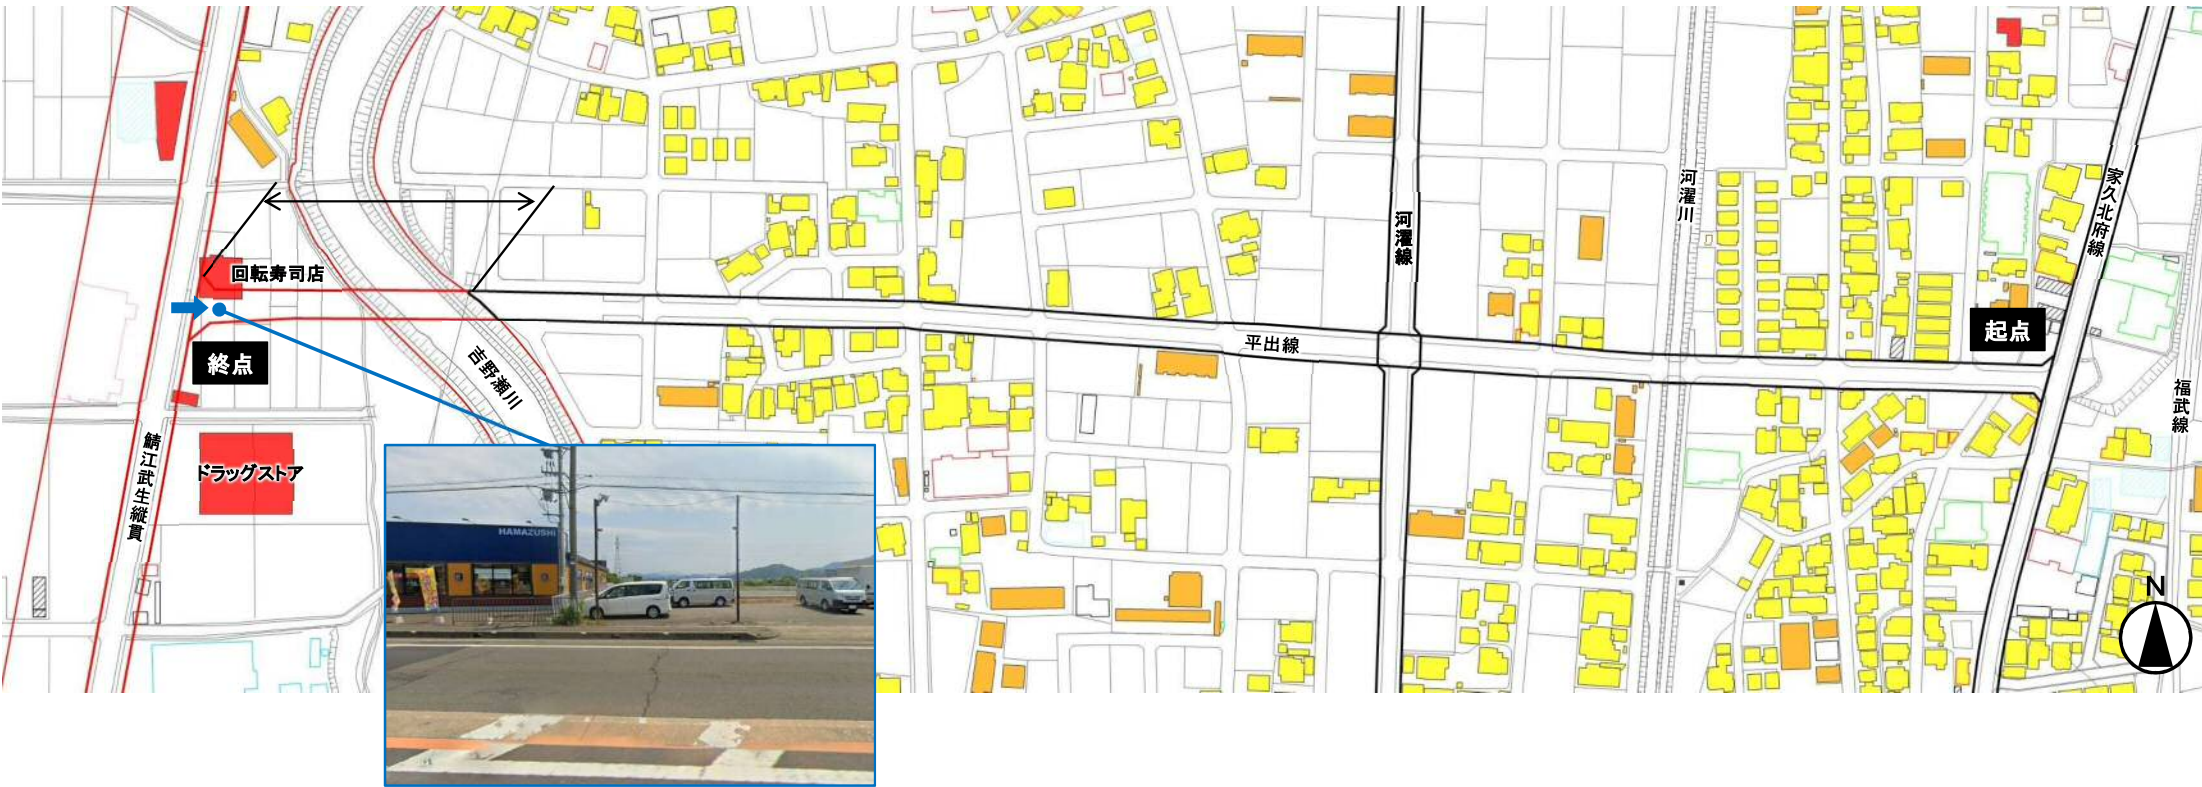 回転寿司店
終点
ドラッグストア
鯖江武生縦貫
吉野瀬川
HAMAZUSHI
平出線
河濯線
河濯川
起点
家久北府線
福武線
N